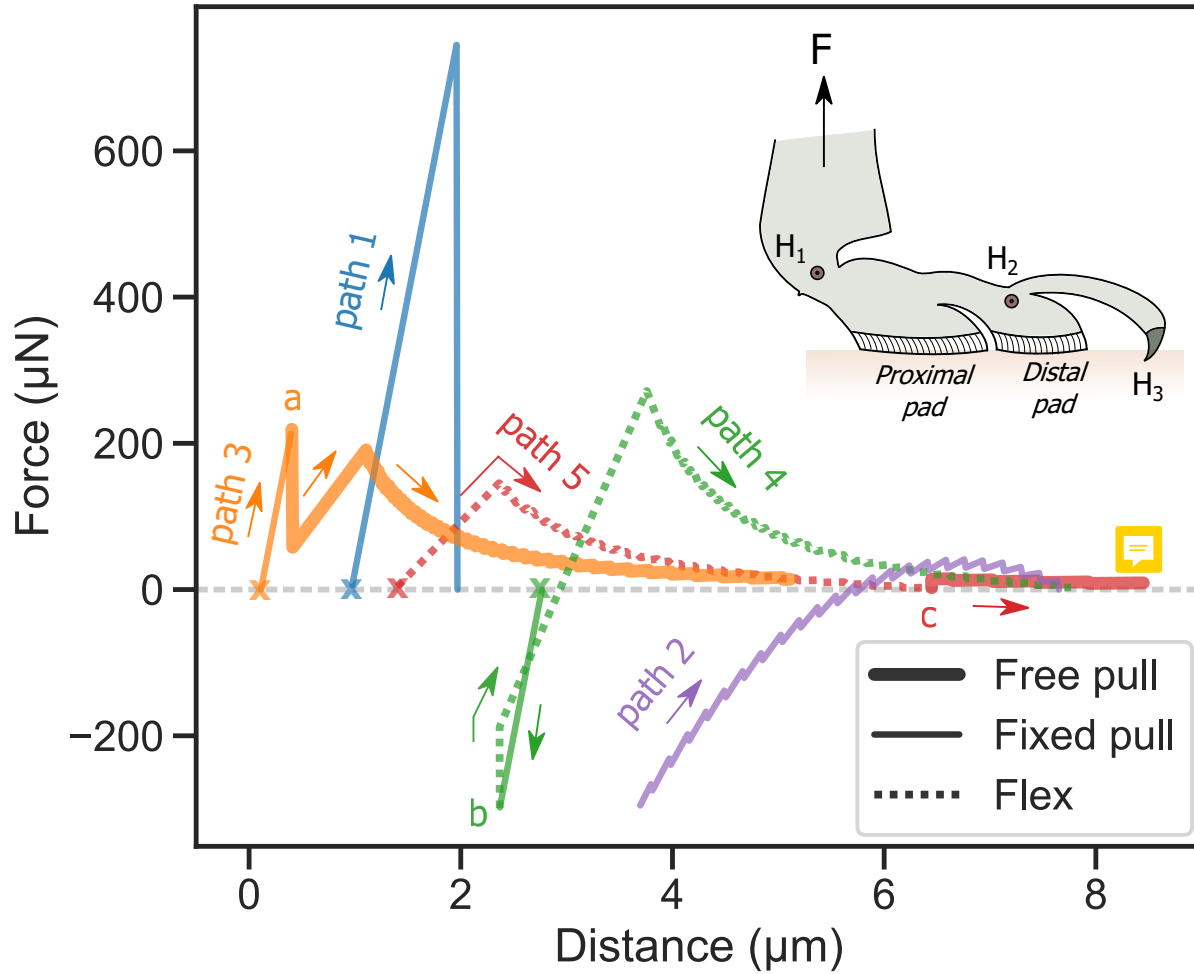 Force (μN)
600
400
200
0
−200
0
2
4
6
8
Distance (μm)
path 3
a
path 1
path 5
path 4
path 2
b
c
F
H₁
H₂
H₃
Proximal
pad
Distal
pad
Free pull
Fixed pull
Flex